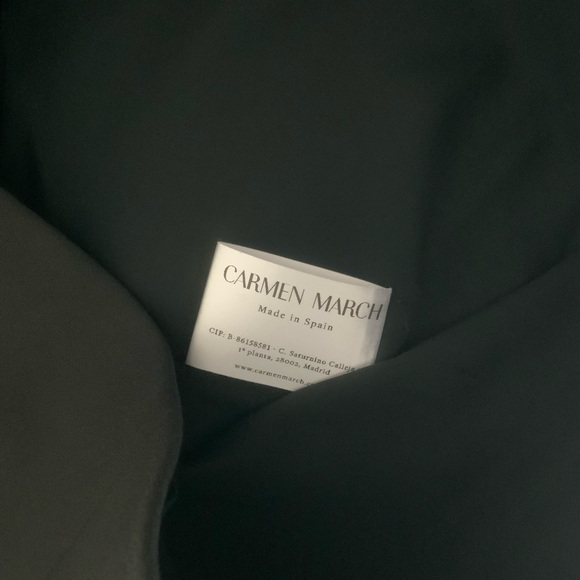 CARMEN MARCH
Made in Spain
CIF: B 86158581 - C. Saturnino Calleja
1ª planta, 28002, Madrid
www.carmenmarch.